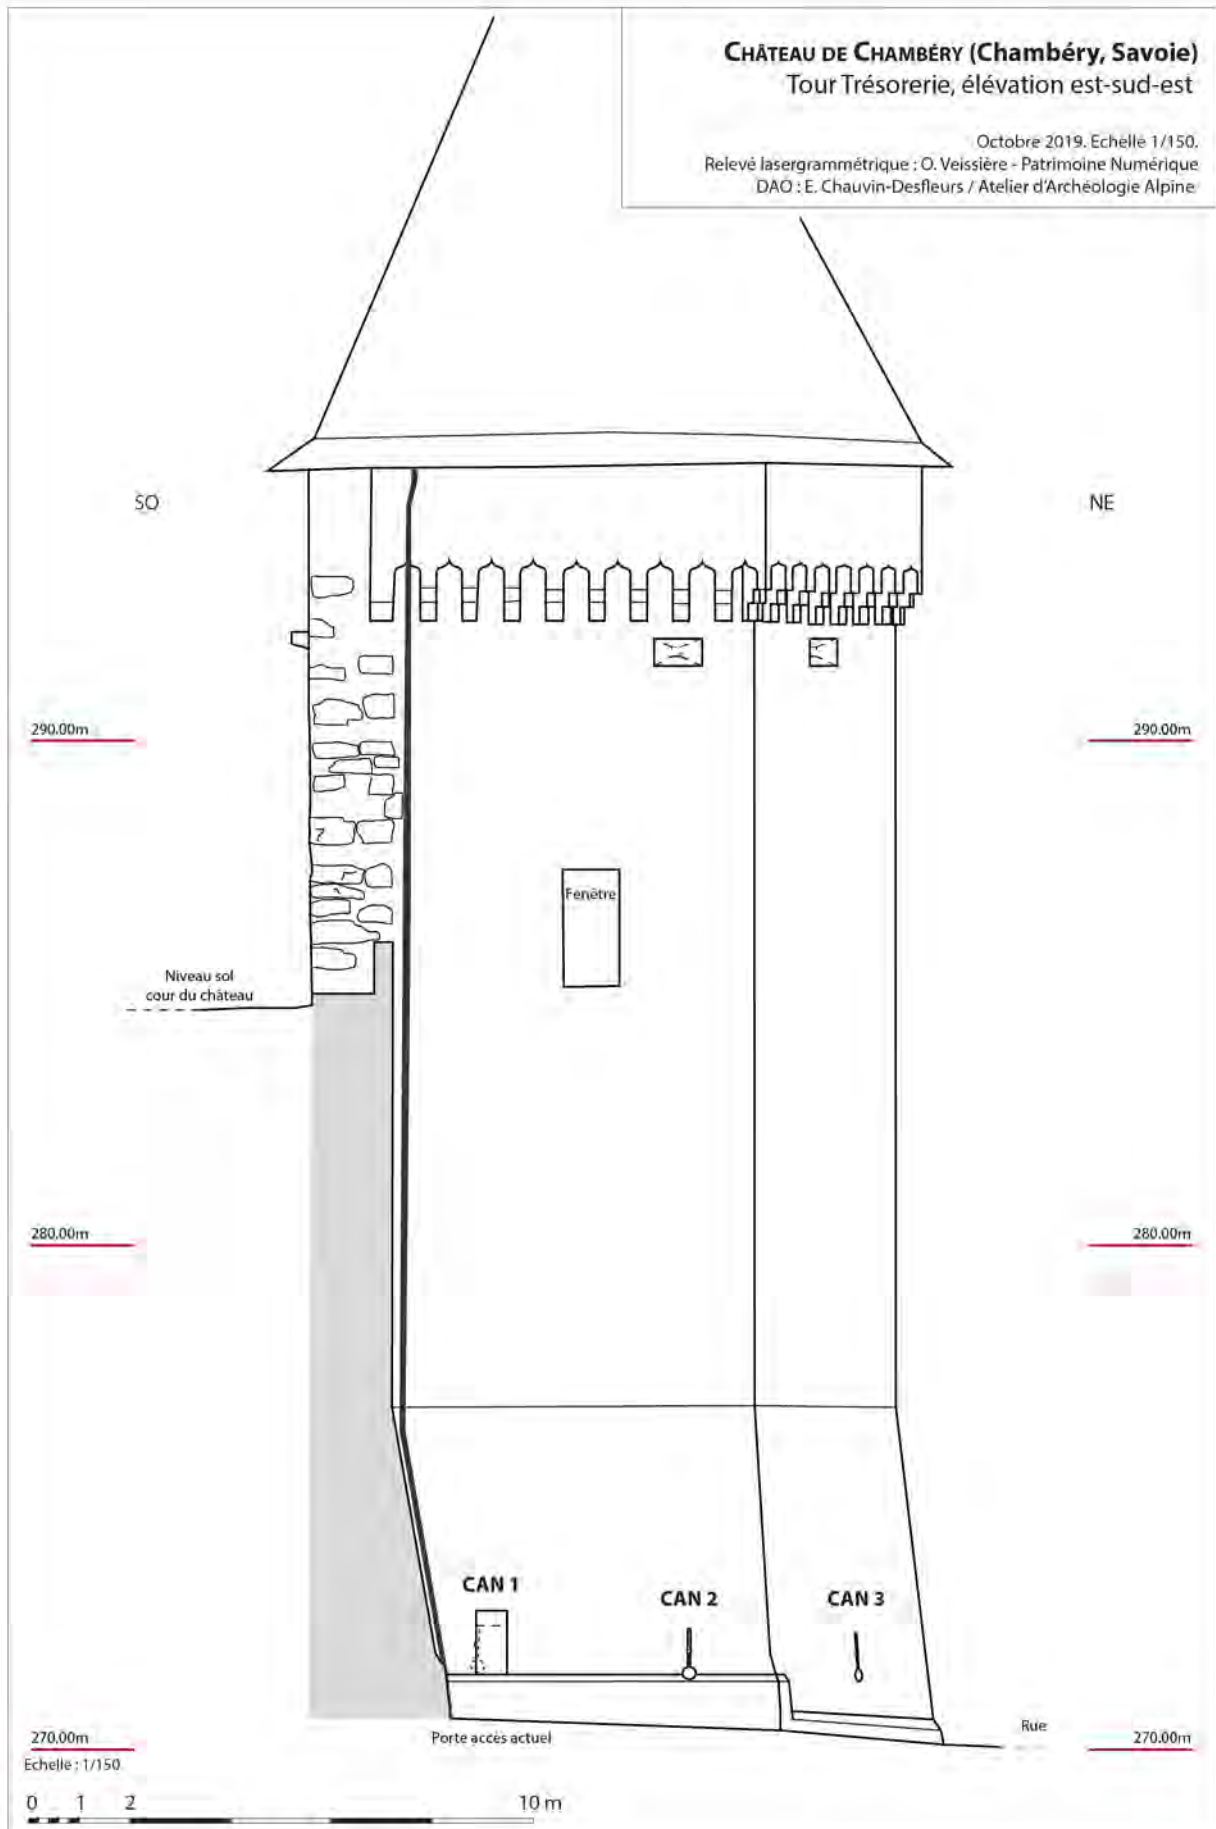 CHÂTEAU DE CHAMBÉRY (Chambéry, Savoie)
Tour Trésorerie, élévation est-sud-est
Octobre 2019. Echelle 1/150.
Relevé lasergrammétrique : O. Veissière - Patrimoine Numérique
DAO : E. Chauvin-Desfleurs / Atelier d'Archéologie Alpine
SO
NE
290.00m
290.00m
Fenêtre
Niveau sol
cour du château
280.00m
280.00m
CAN 1
CAN 2
CAN 3
Rue
Porte accès actuel
270.00m
270.00m
Echelle : 1/150
0 1 2 10 m